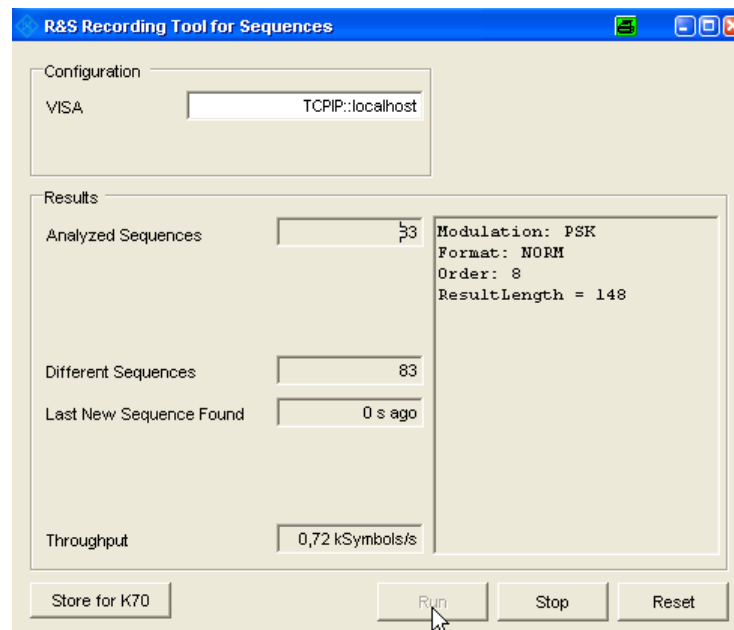 R&S Recording Tool for Sequences
Configuration
VISA
TCPIP::localhost
Results
Analyzed Sequences
Modulation: PSK
Format: NORM
Order: 8
ResultLength = 148
Different Sequences
83
Last New Sequence Found
0 s ago
Throughput
0,72 kSymbols/s
Store for K70
Run
Stop
Reset